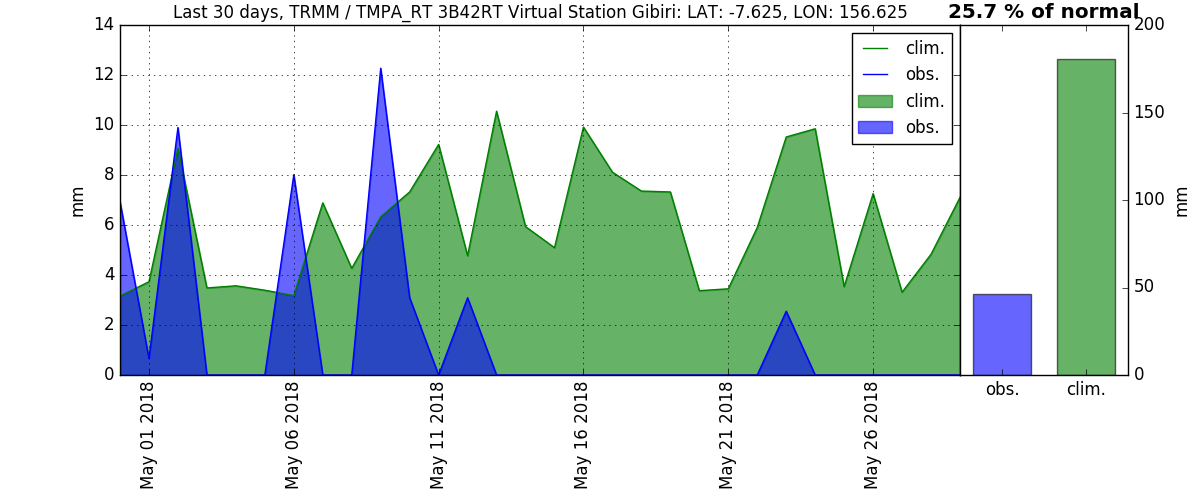 Last 30 days, TRMM / TMPA_RT 3B42RT Virtual Station Gibiri: LAT: -7.625, LON: 156.625
25.7 % of normal
14
12
10
8
6
4
2
0
mm
clim.
obs.
clim.
obs.
May 01 2018
May 06 2018
May 11 2018
May 16 2018
May 21 2018
May 26 2018
200
150
100
50
0
mm
obs.
clim.